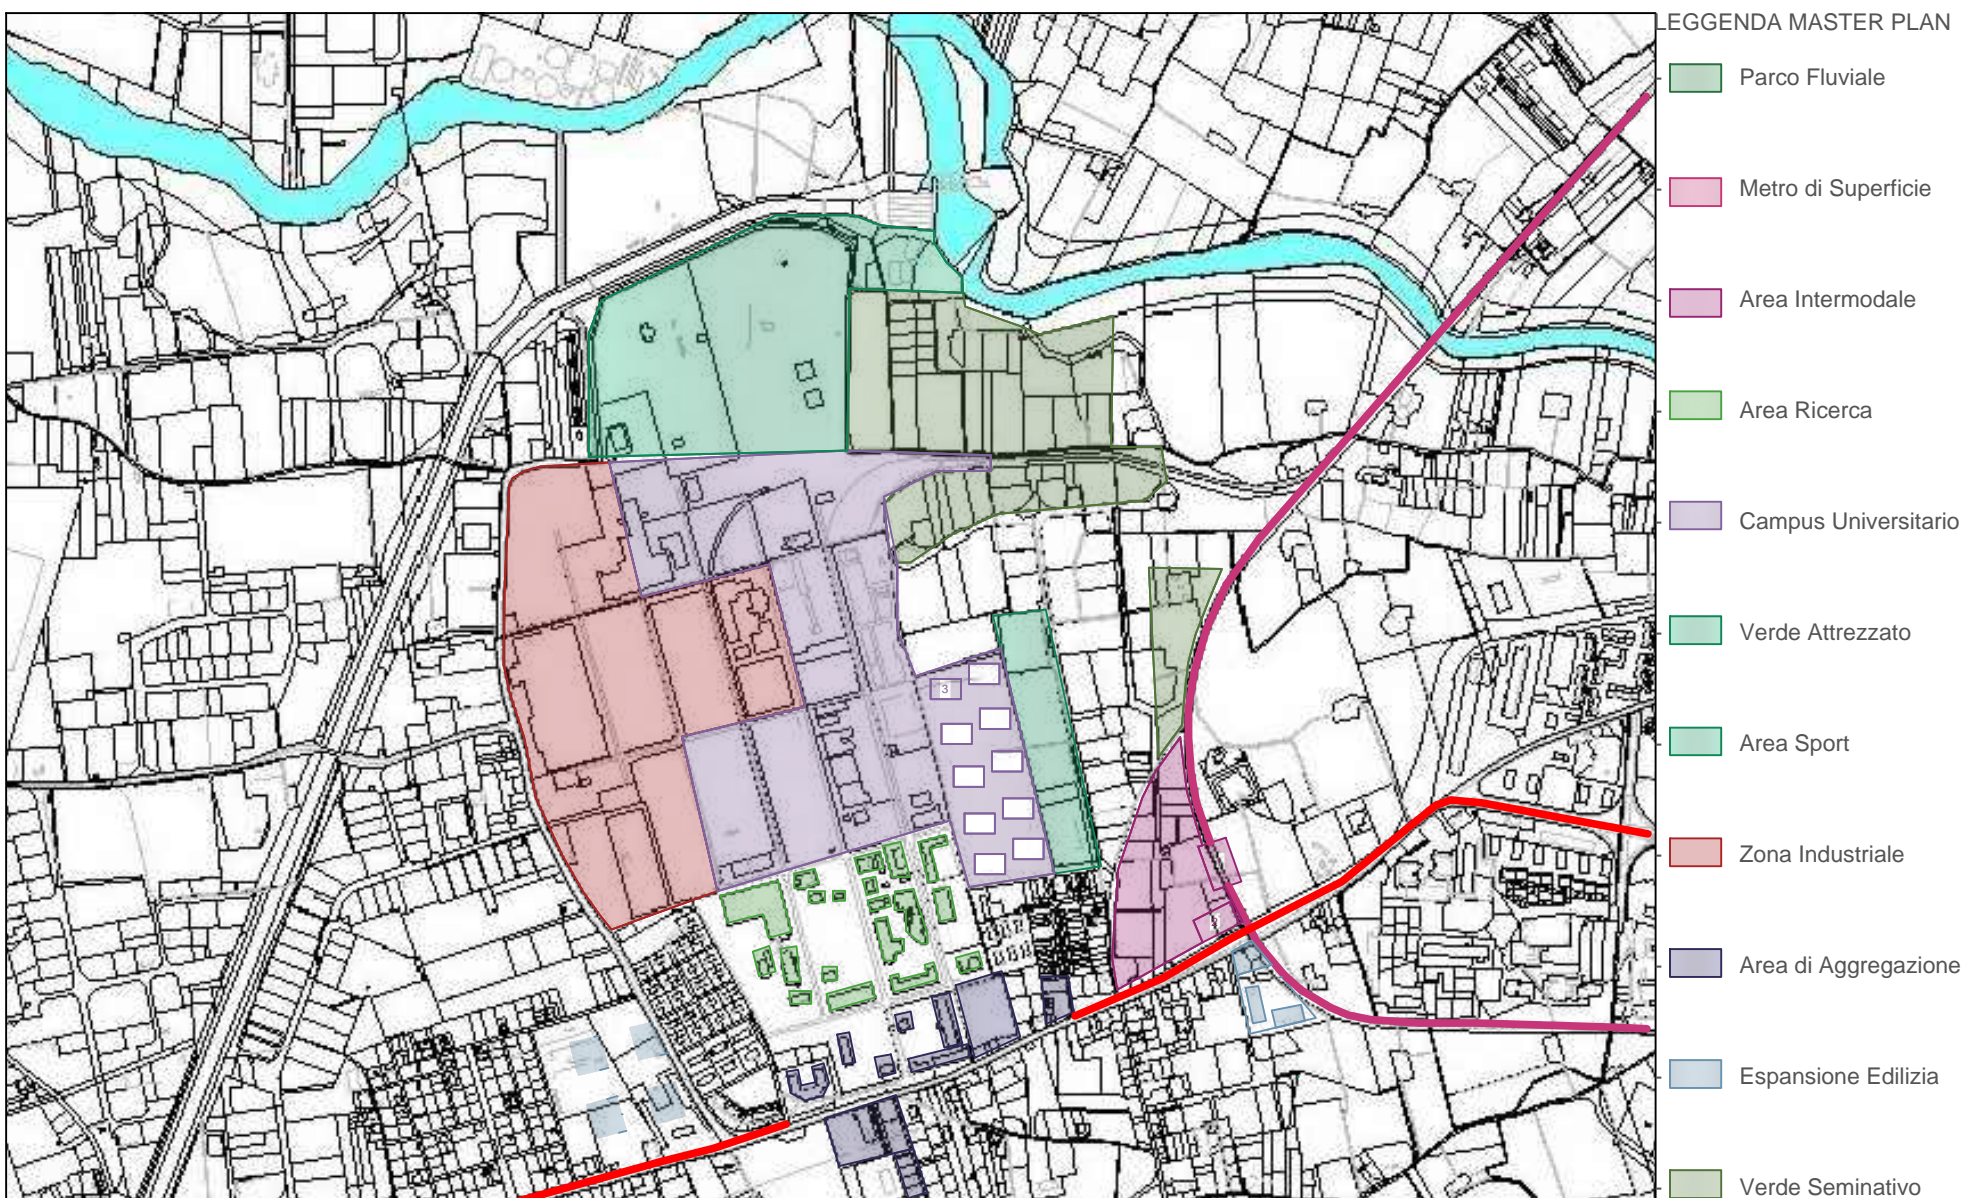 LEGGENDA MASTER PLAN
Parco Fluviale
Metro di Superficie
Area Intermodale
Area Ricerca
Campus Universitario
Verde Attrezzato
Area Sport
Zona Industriale
Area di Aggregazione
Espansione Edilizia
Verde Seminativo
3